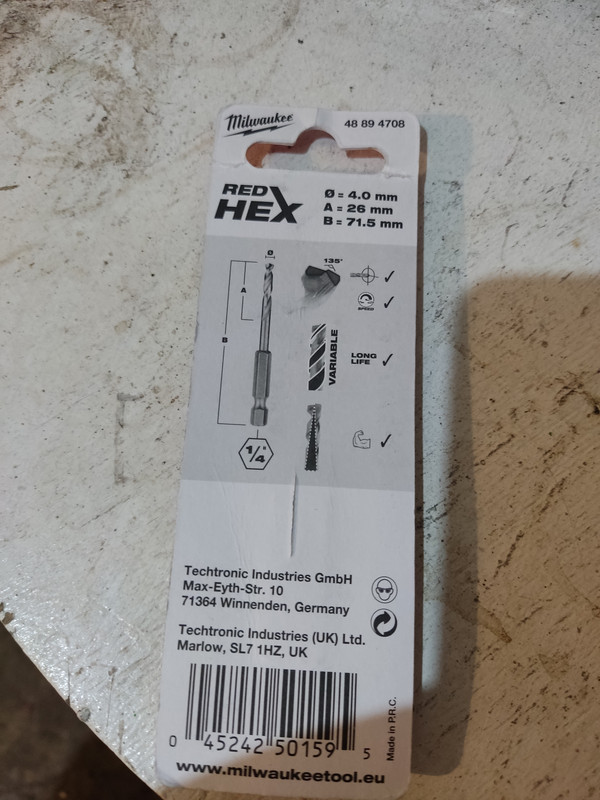 Milwaukee
48 89 4708
RED
HEX
Ø = 4.0 mm
A = 26 mm
B = 71.5 mm
Ø
135°
A
SPEED
B
VARIABLE
LONG
LIFE
1/4"
Techtronic Industries GmbH
Max-Eyth-Str. 10
71364 Winnenden, Germany
Techtronic Industries (UK) Ltd.
Marlow, SL7 1HZ, UK
Made in P.R.C.
0 45242 50159 5
www.milwaukeetool.eu